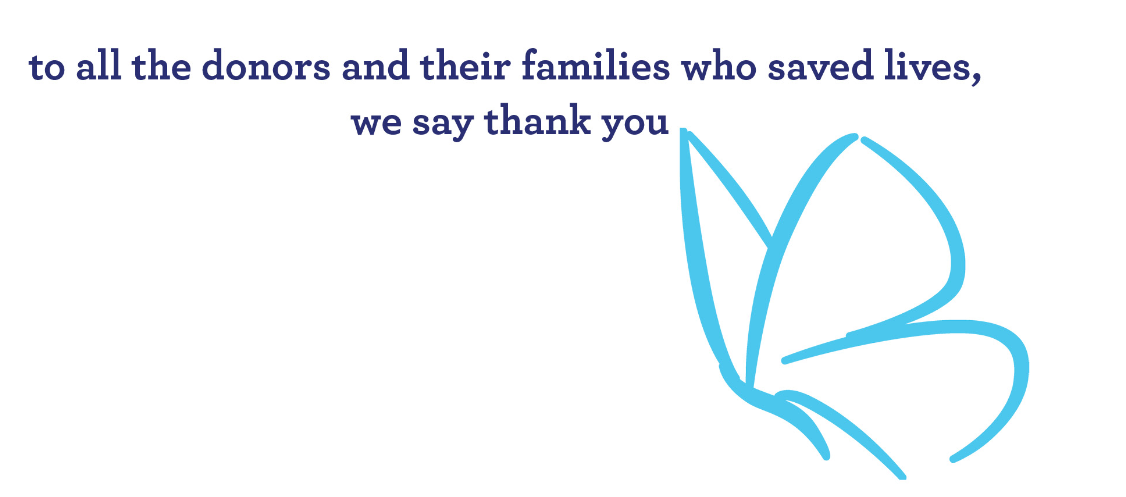 to all the donors and their families who saved lives,
we say thank you